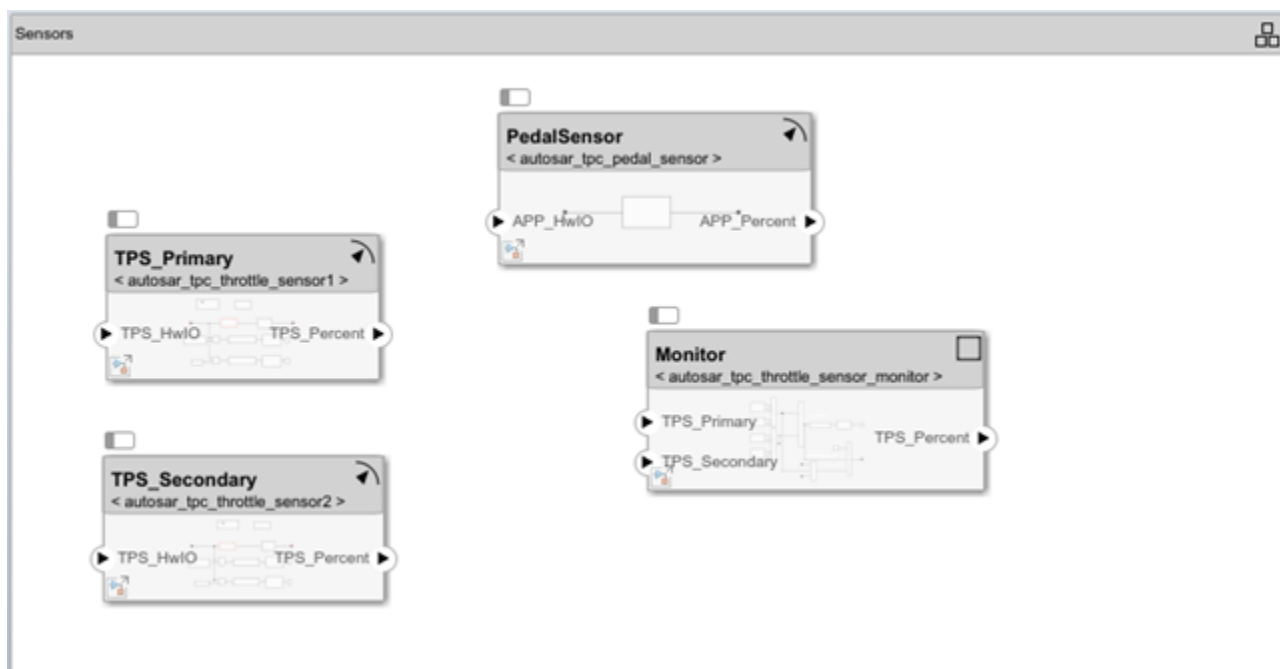 Sensors
PedalSensor
< autosar_tpc_pedal_sensor >
APP_HwIO APP_Percent
TPS_Primary
< autosar_tpc_throttle_sensor1 >
TPS_HwIO TPS_Percent
Monitor
< autosar_tpc_throttle_sensor_monitor >
TPS_Primary
TPS_Percent
TPS_Secondary
TPS_Secondary
< autosar_tpc_throttle_sensor2 >
TPS_HwIO TPS_Percent